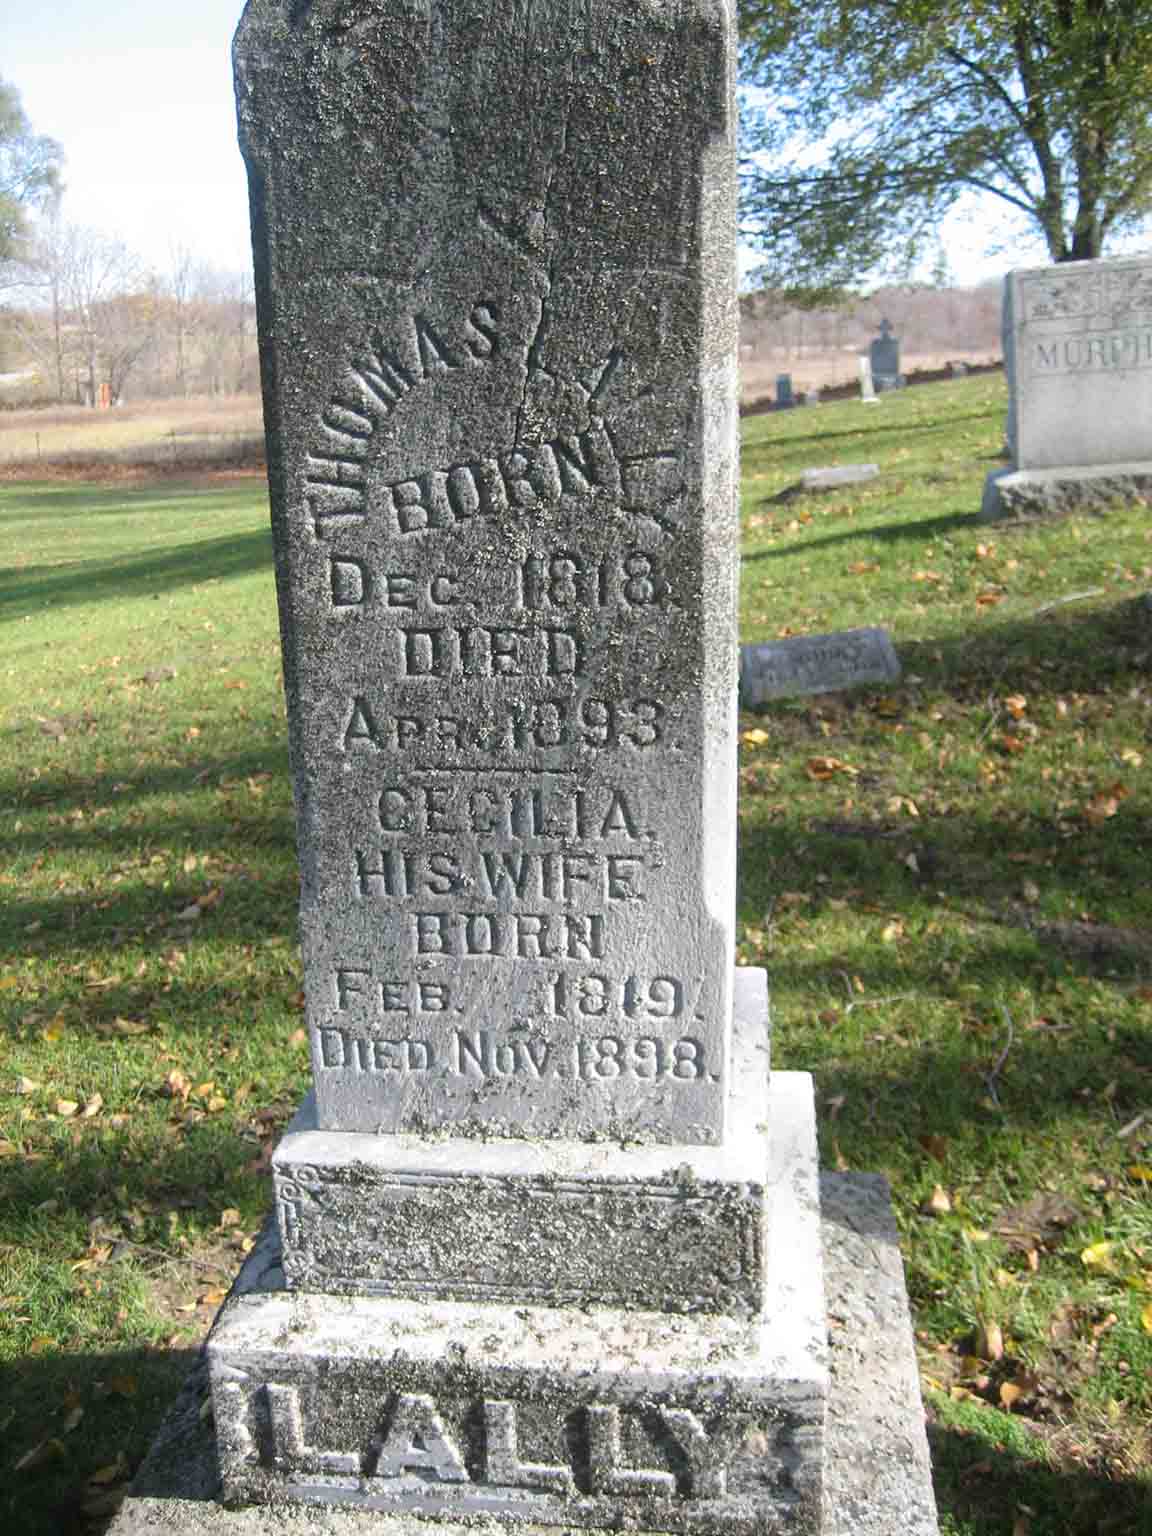 THOMAS LALLY
BORN
DEC. 1818.
DIED
APR. 1893.
CECILIA,
HIS WIFE
BORN
FEB. 1819.
DIED NOV. 1898.
LALLY
MURPH